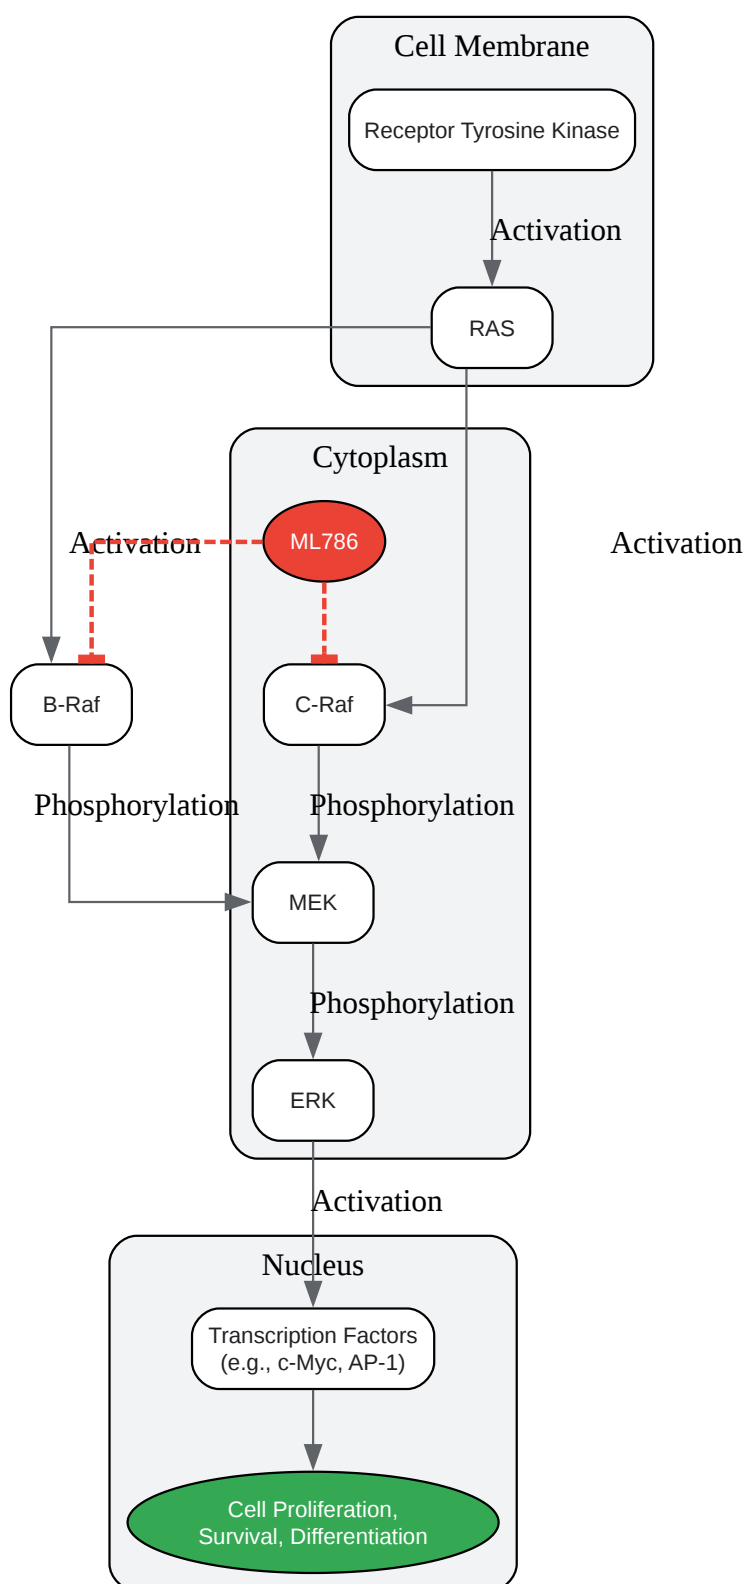 Cell Membrane
Receptor Tyrosine Kinase
Activation
RAS
Cytoplasm
ML786
Activation
Activation
B-Raf
C-Raf
Phosphorylation
Phosphorylation
MEK
Phosphorylation
ERK
Activation
Nucleus
Transcription Factors
(e.g., c-Myc, AP-1)
Cell Proliferation,
Survival, Differentiation